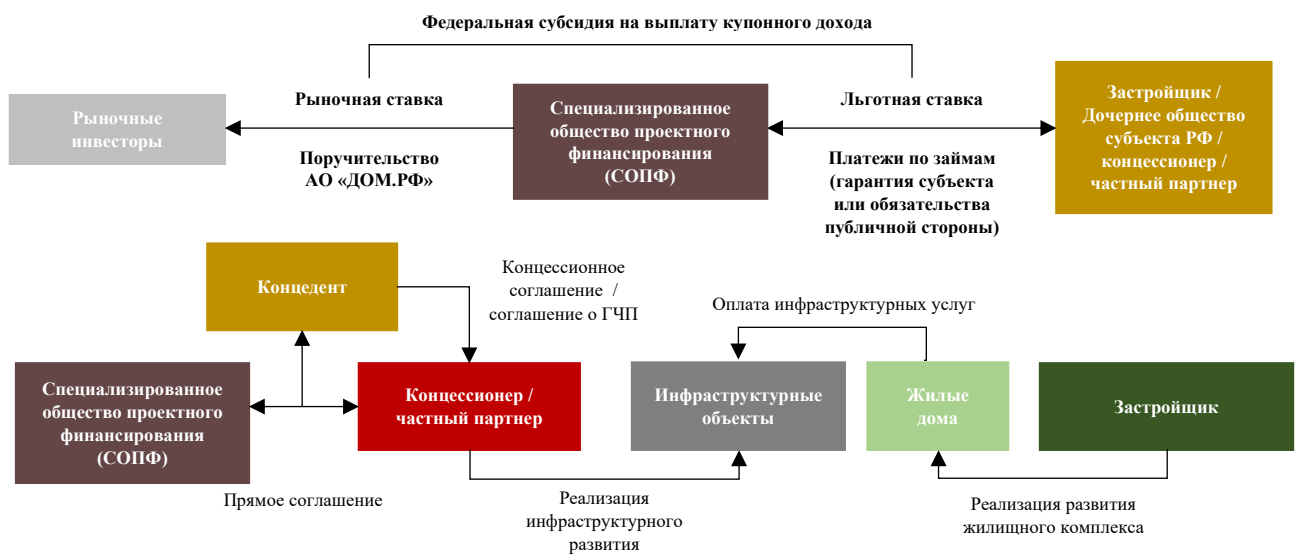 Федеральная субсидия на выплату купонного дохода
Рыночные
инвесторы
Рыночная ставка
Поручительство
АО «ДОМ.РФ»
Специализированное
общество проектного
финансирования
(СОПФ)
Льготная ставка
Платежи по займам
(гарантия субъекта
или обязательства
публичной стороны)
Застройщик /
Дочернее общество
субъекта РФ /
концессионер /
частный партнер
Концедент
Концессионное
соглашение /
соглашение о ГЧП
Оплата инфраструктурных услуг
Специализированное
общество проектного
финансирования
(СОПФ)
Концессионер /
частный партнер
Инфраструктурные
объекты
Жилые
дома
Застройщик
Прямое соглашение
Реализация
инфраструктурного
развития
Реализация развития
жилищного комплекса